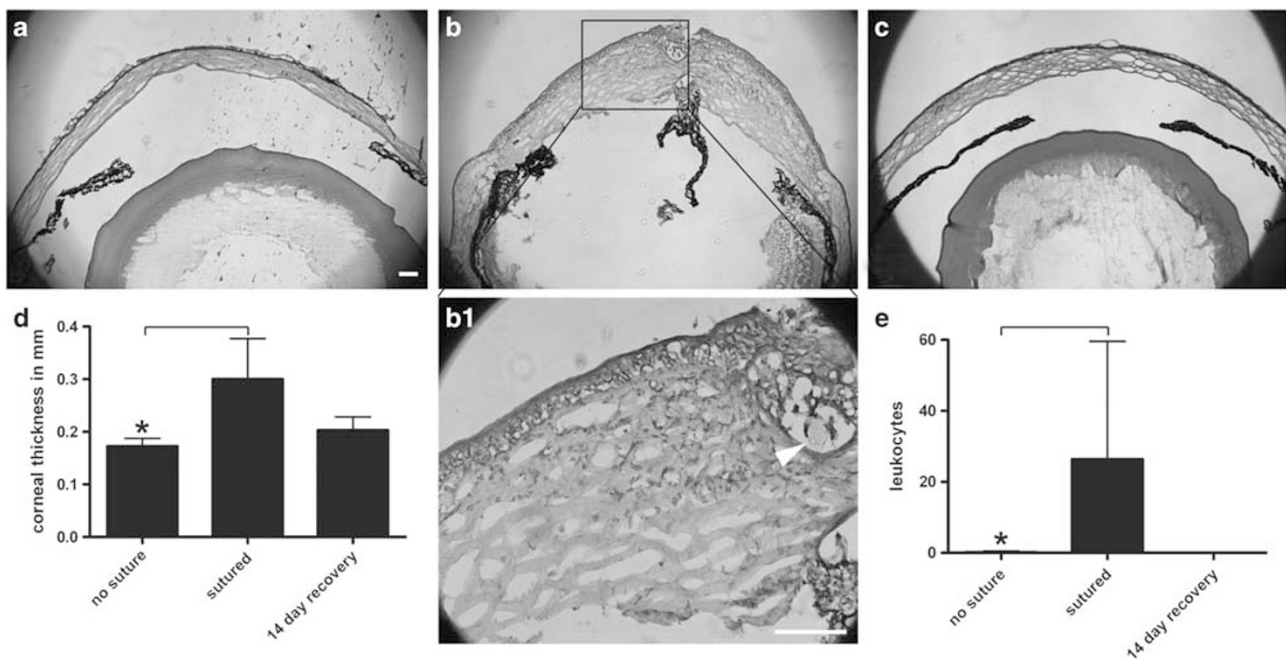 a
b
c
d
corneal thickness in mm
0.4
0.3
0.2
0.1
0.0
*
no suture
sutured
14 day recovery
b1
e
leukocytes
60
40
20
0
*
no suture
sutured
14 day recovery